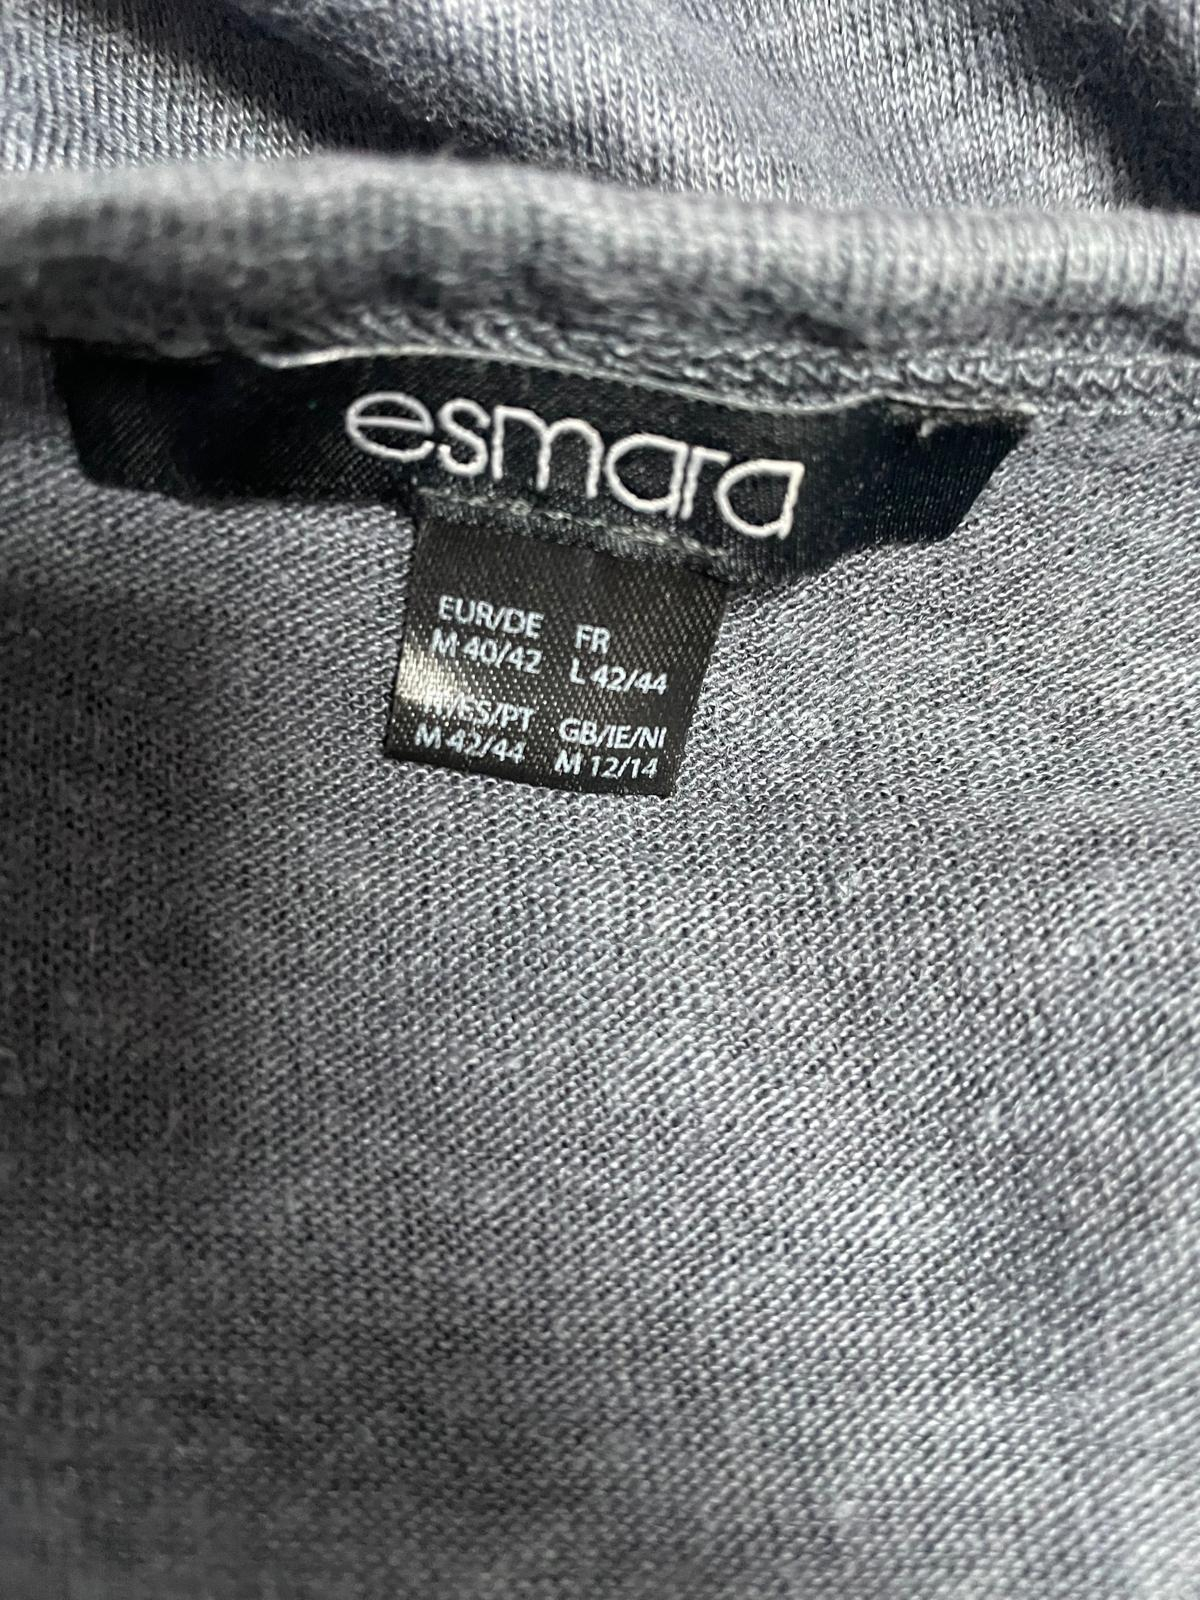 esmara
EUR/DE FR
M 40/42 L 42/44
/ES/PT GB/IE/NI
M 42/44 M 12/14